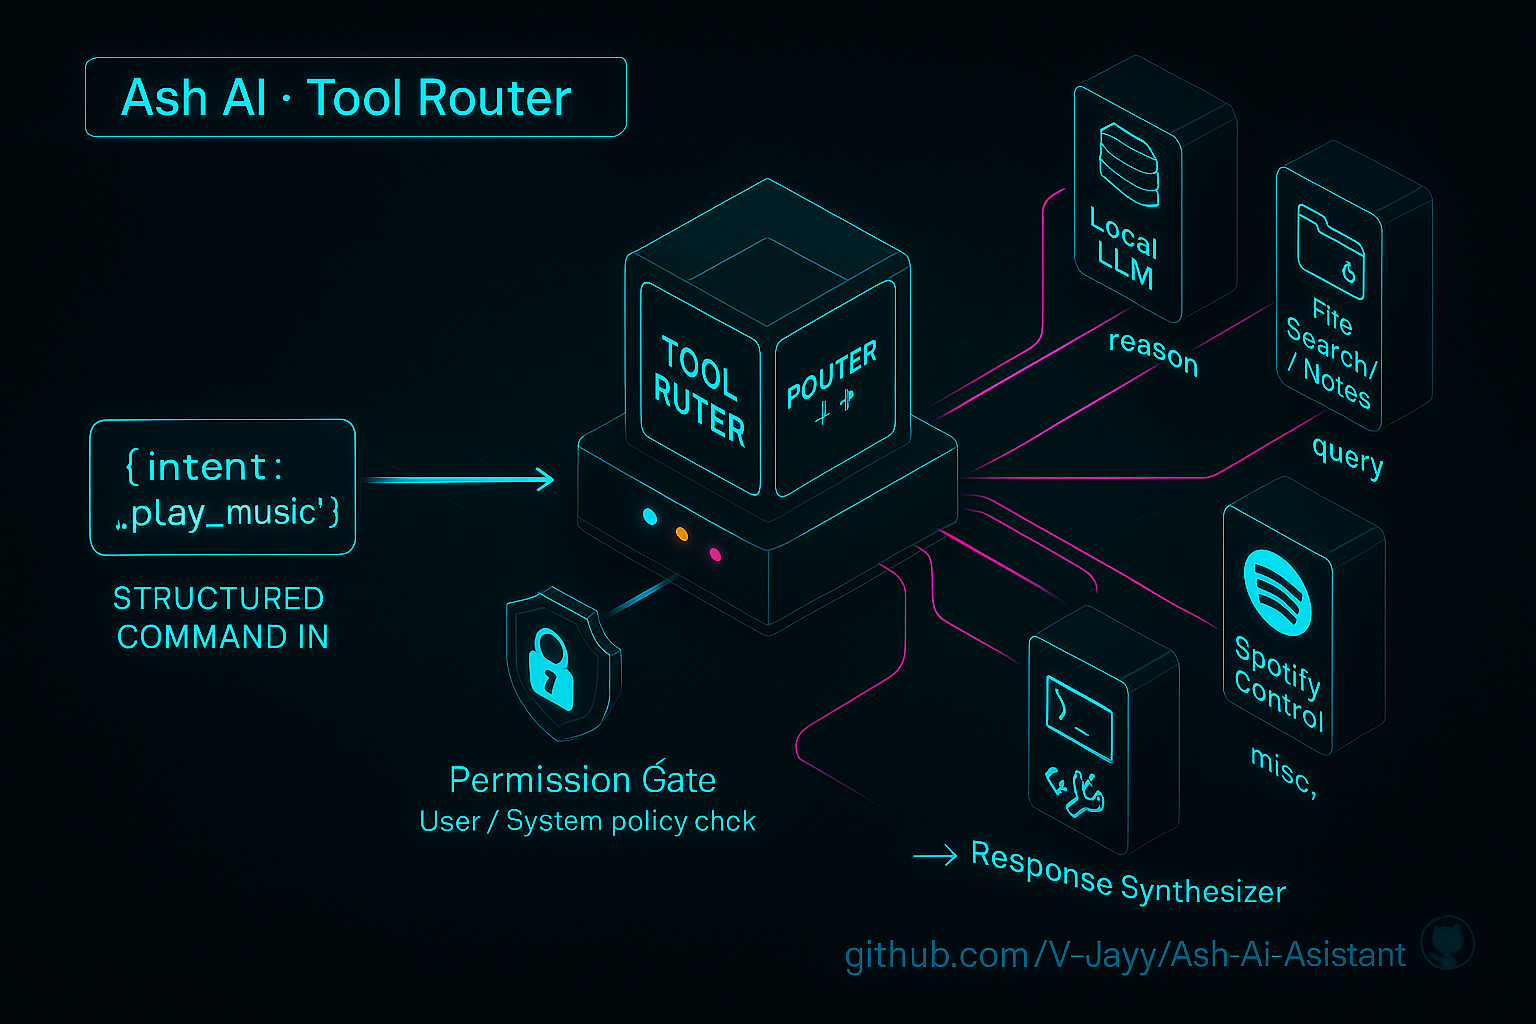 Ash AI · Tool Router
{intent:
„play_music'}
STRUCTURED
COMMAND IN
TOOL
RUTER
POUTER
Permission Ǵate
User / System policy chck
Local
LLM
reason
Fite
Search/
/ Notes
query
Spotify
Control
misc,
>_
→ Response Synthesizer
github.com/V-Jayy/Ash-Ai-Asistant